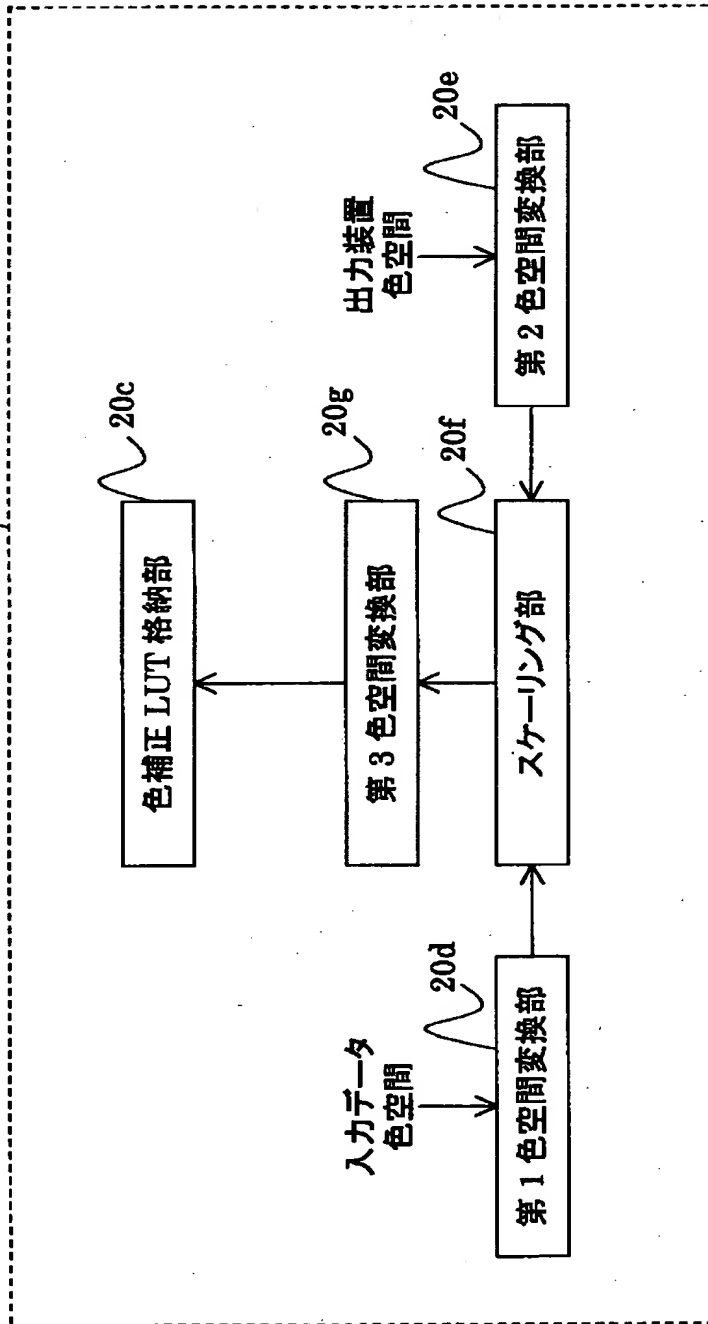 色補正 LUT 格納部
20c
第3色空間変換部
20g
入力データ
色空間
出力装置
色空間
第1色空間変換部
20d
スケーリング部
20f
第2色空間変換部
20e